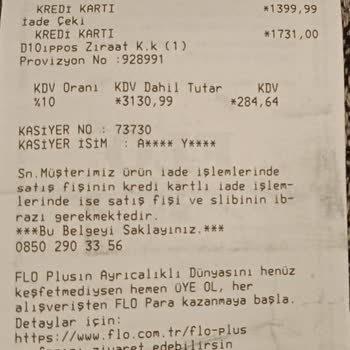 KREDİ KARTI *1399,99
İade Çeki
KREDİ KARTI *1731,00
D10ippos Ziraat K.k (1)
Provizyon No :928991
KDV Oranı KDV Dahil Tutar KDV
%10 *3130,99 *284,64
KASİYER NO : 73730
KASİYER İSİM : A**** Y****
Sn.Müşterimiz ürün iade işlemlerinde
satış fişinin kredi kartlı iade işlem-
lerinde ise satış fişi ve slibinin ib-
razı gerekmektedir.
***Bu Belgeyi Saklayınız.***
0850 290 33 56
FLO Plusın Ayrıcalıklı Dünyasını henüz
keşfetmediysen hemen ÜYE OL, her
alışverişten FLO Para kazanmaya başla.
Detaylar için:
https://www.flo.com.tr/flo-plus
ziyaret edebilirsin